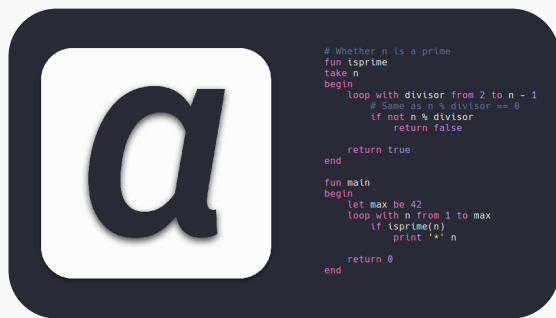 a
# Whether n is a prime
fun isprime
take n
begin
    loop with divisor from 2 to n - 1
        # Same as n % divisor == 0
        if not n % divisor
            return false

    return true
end

fun main
begin
    let max be 42
    loop with n from 1 to max
        if isprime(n)
            print '*' n

    return 0
end